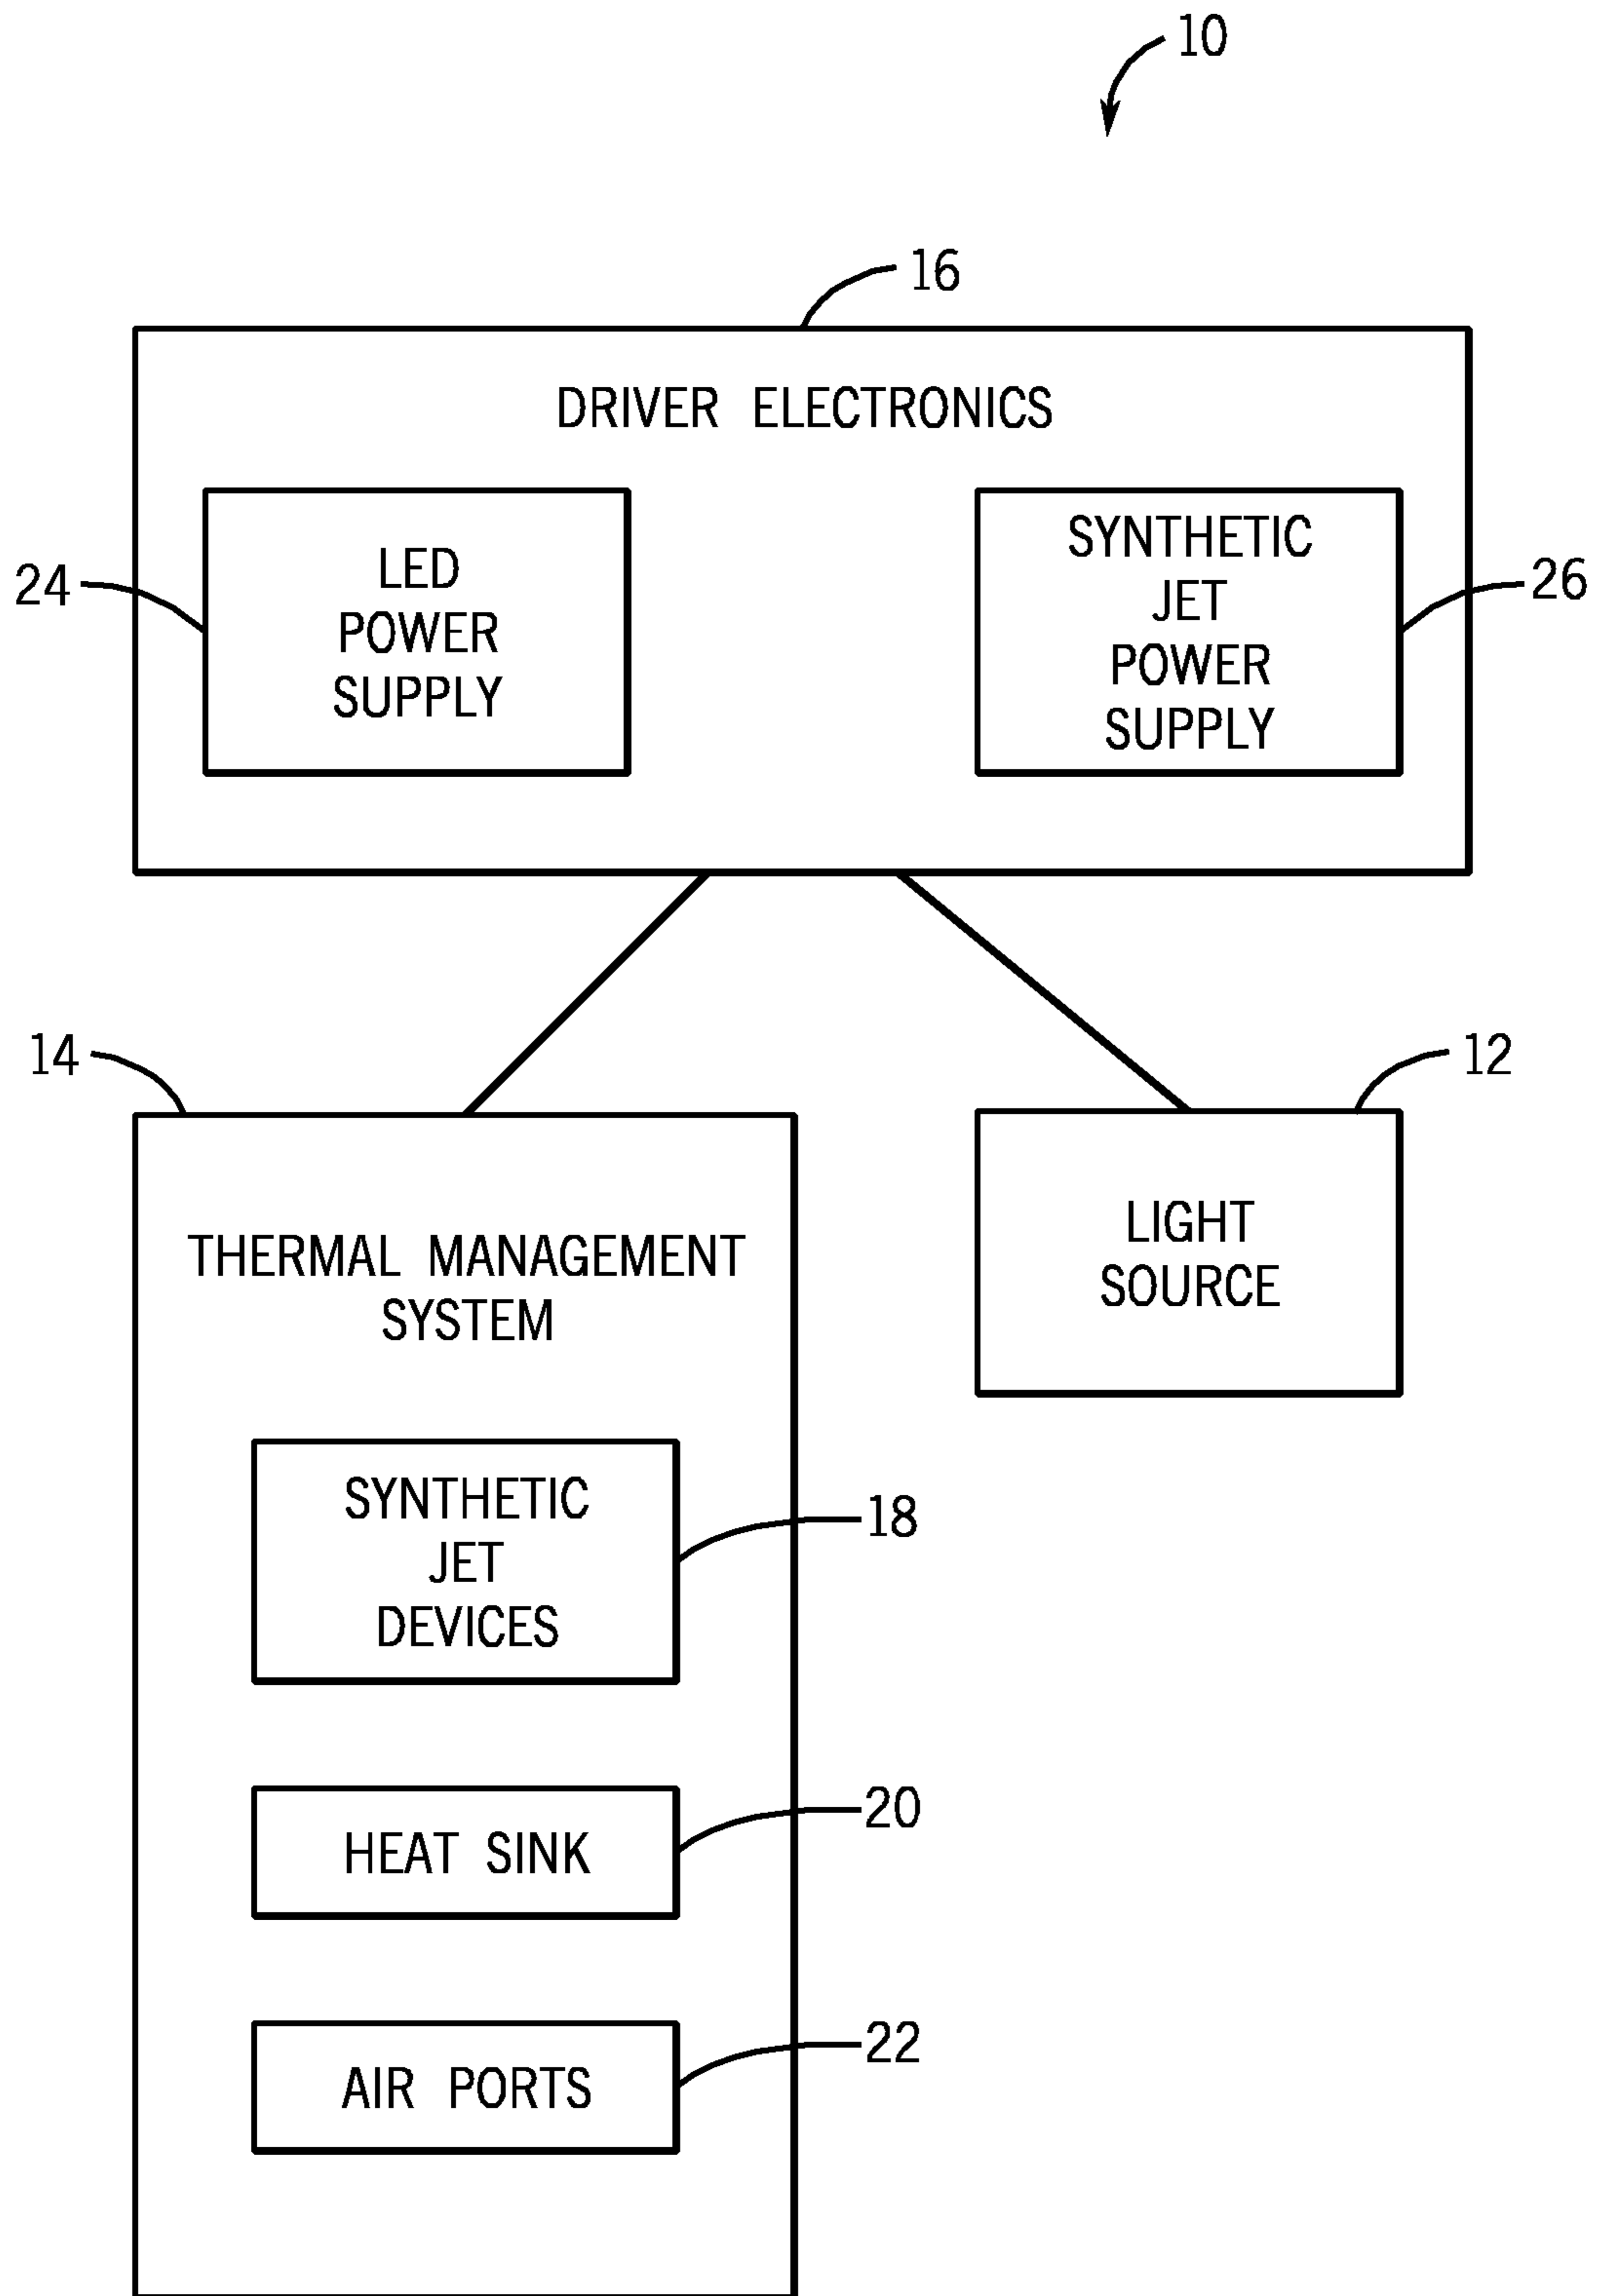 10
16
DRIVER ELECTRONICS
24
LED
POWER
SUPPLY
SYNTHETIC
JET
POWER
SUPPLY
26
14
THERMAL MANAGEMENT
SYSTEM
12
LIGHT
SOURCE
SYNTHETIC
JET
DEVICES
18
HEAT SINK
20
AIR PORTS
22